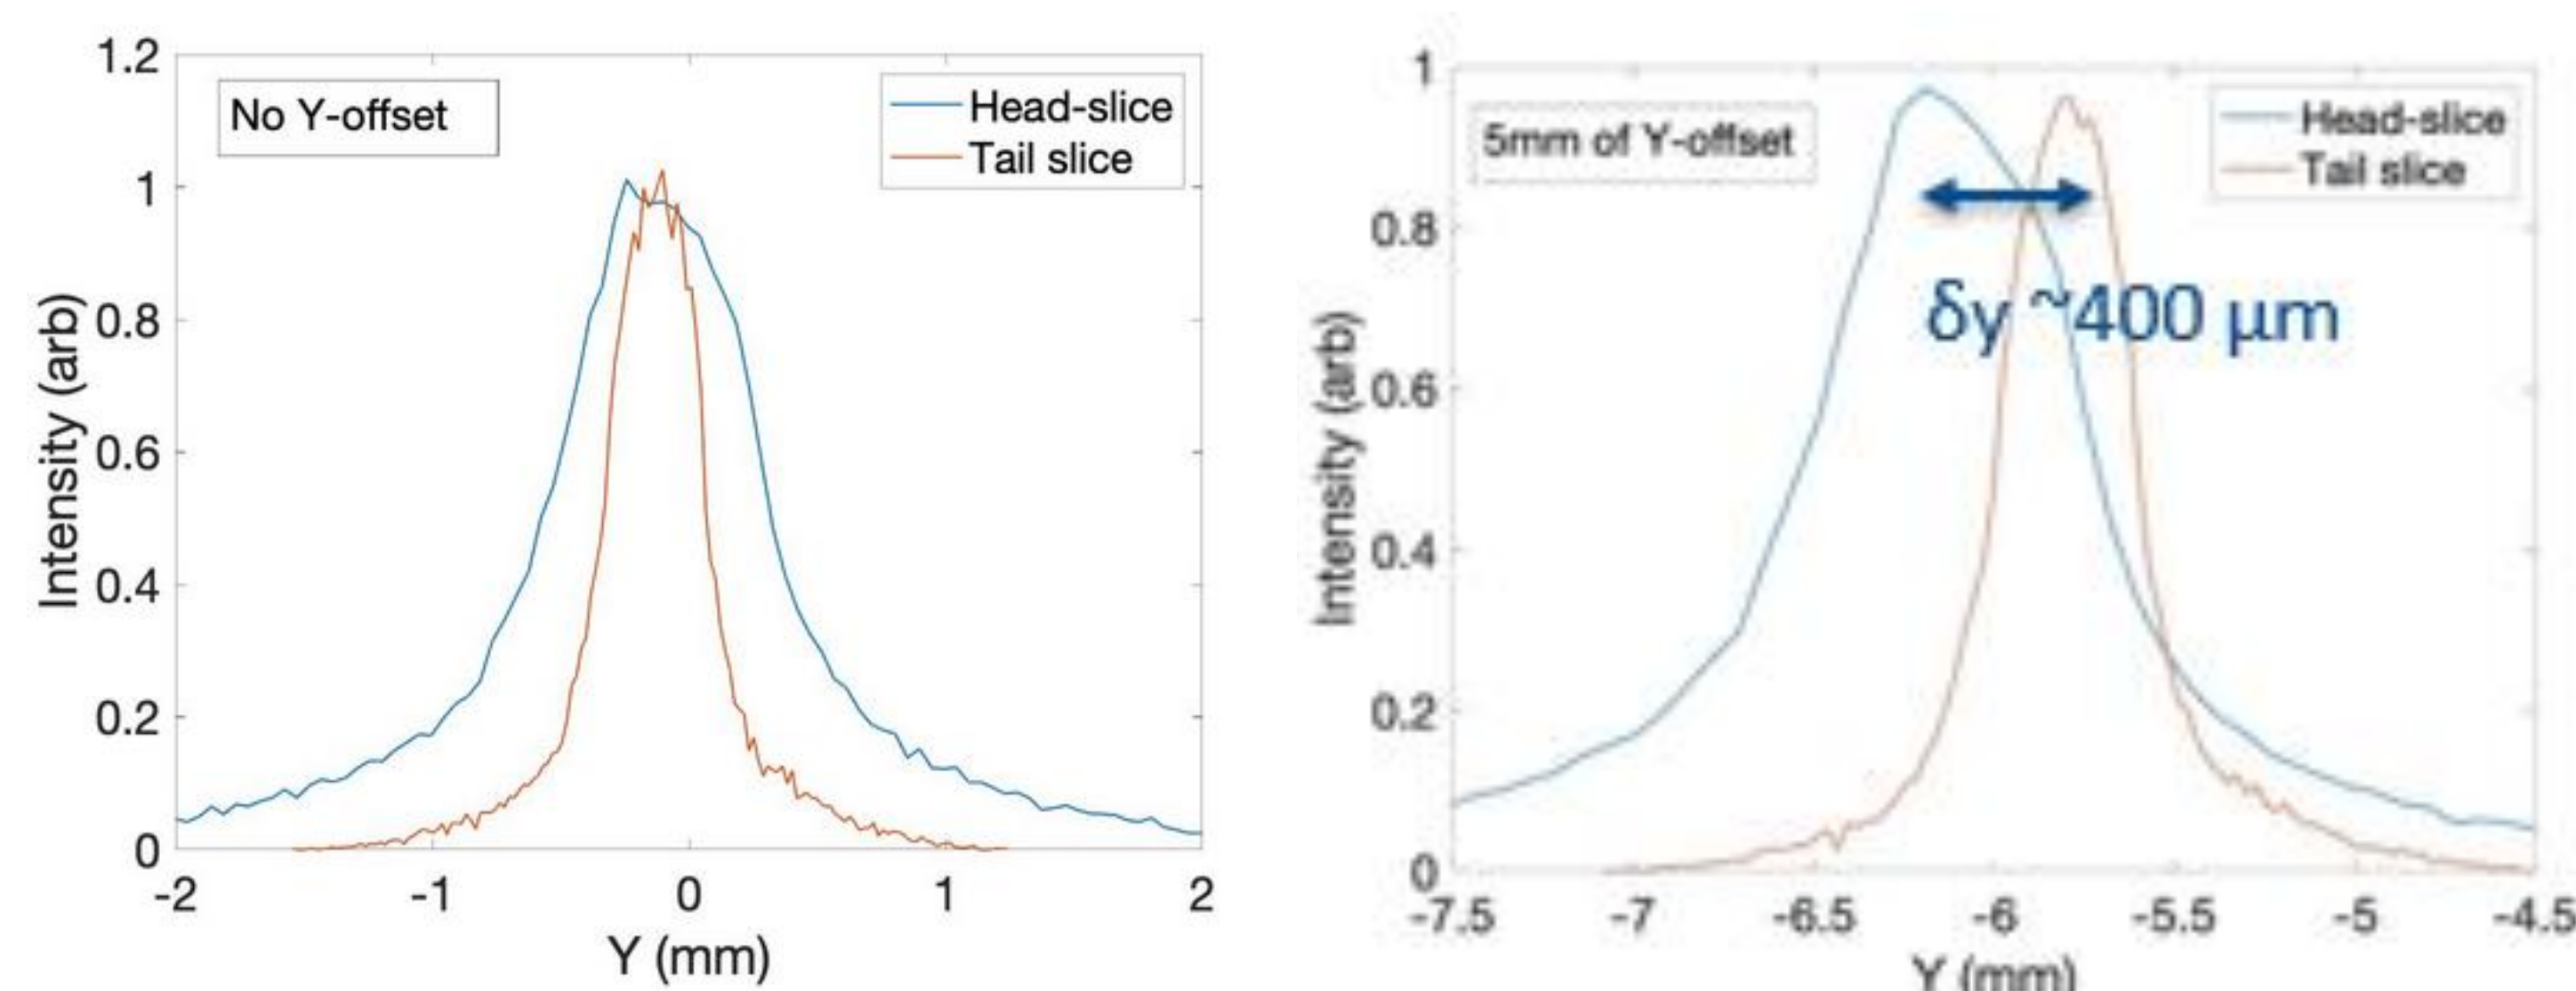 1.2
1
0.8
0.6
0.4
0.2
0
-2
-1
0
1
2
Y (mm)
Intensity (arb)
No Y-offset
Head-slice
Tail slice
1
0.8
0.6
0.4
0.2
0
-7.5
-7
-6.5
-6
-5.5
-5
-4.5
Y (mm)
Intensity (arb)
5mm of Y-offset
Head-slice
Tail slice
δy ~400 μm